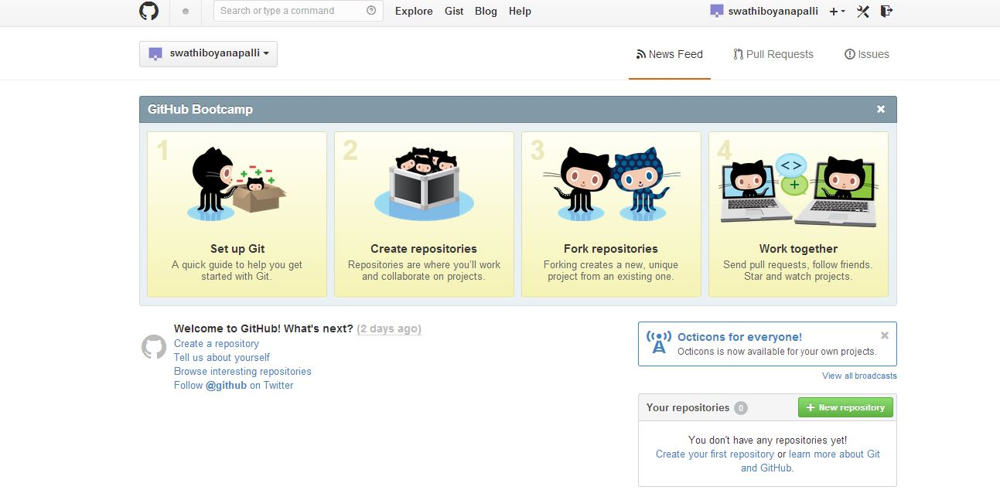 Search or type a command
Explore Gist Blog Help
swathiboyanapalli
swathiboyanapalli
News Feed
Pull Requests
Issues
GitHub Bootcamp
1
Set up Git
A quick guide to help you get
started with Git.
2
Create repositories
Repositories are where you'll work
and collaborate on projects.
3
Fork repositories
Forking creates a new, unique
project from an existing one.
4
<>
+
Work together
Send pull requests, follow friends.
Star and watch projects.
Welcome to GitHub! What's next? (2 days ago)
Create a repository
Tell us about yourself
Browse interesting repositories
Follow @github on Twitter
Octicons for everyone!
Octicons is now available for your own projects.
View all broadcasts
Your repositories 0
+ New repository
You don't have any repositories yet!
Create your first repository or learn more about Git
and GitHub.